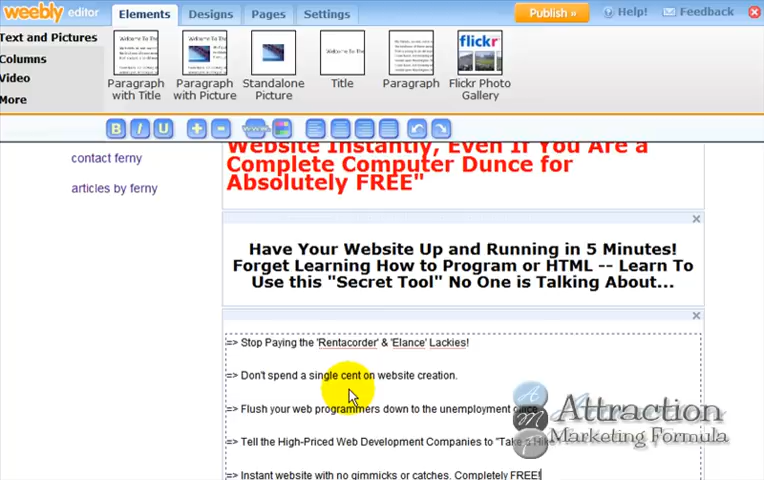 weebly editor
Elements
Designs
Pages
Settings
Publish »
Help!
Feedback
Text and Pictures
Columns
Video
More
Paragraph with Title
Paragraph with Picture
Standalone Picture
Title
Paragraph
flickr
Flickr Photo Gallery
B
I
U
www
contact ferny
articles by ferny
Website Instantly, Even If You Are a
Complete Computer Dunce for
Absolutely FREE"
Have Your Website Up and Running in 5 Minutes!
Forget Learning How to Program or HTML -- Learn To
Use this "Secret Tool" No One is Talking About...
=> Stop Paying the 'Rentacorder' & 'Elance' Lackies!
=> Don't spend a single cent on website creation.
=> Flush your web programmers down to the unemployment
=> Tell the High-Priced Web Development Companies to "Take a Hike
=> Instant website with no gimmicks or catches. Completely FREE!
Attraction
Marketing Formula